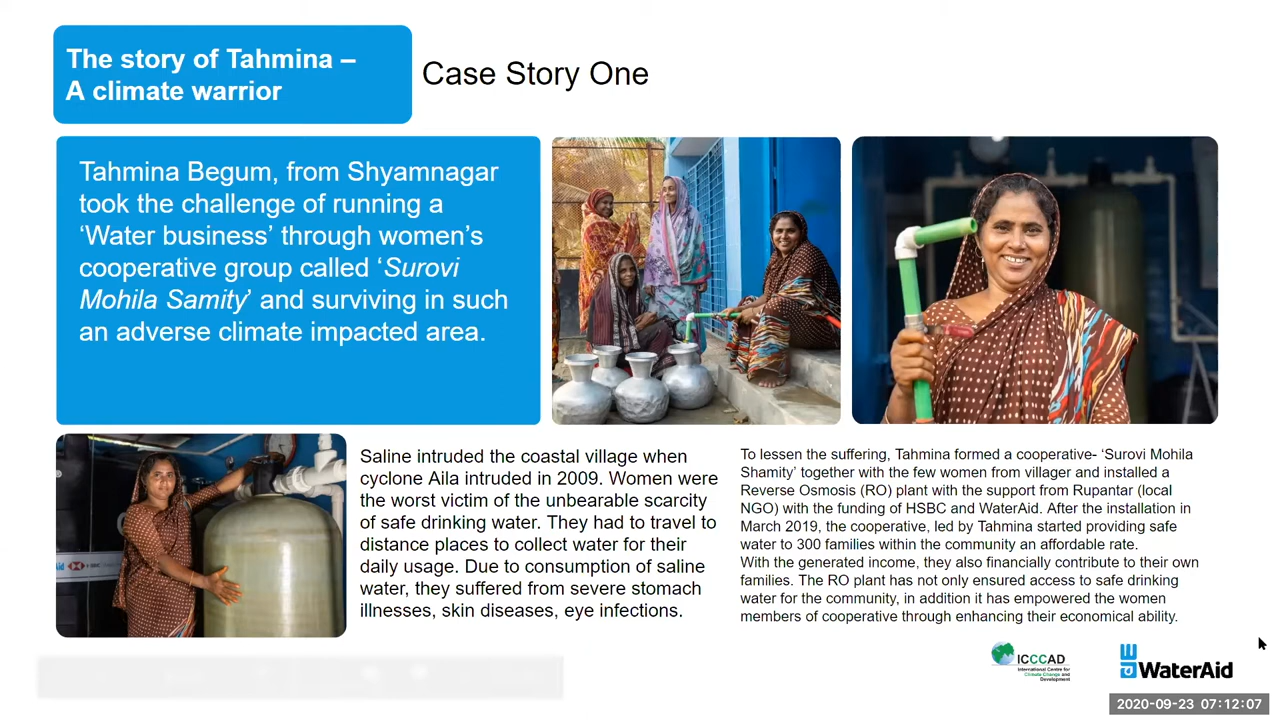 The story of Tahmina –
A climate warrior
Case Story One
Tahmina Begum, from Shyamnagar
took the challenge of running a
‘Water business’ through women’s
cooperative group called ‘Surovi
Mohila Samity’ and surviving in such
an adverse climate impacted area.
Saline intruded the coastal village when
cyclone Aila intruded in 2009. Women were
the worst victim of the unbearable scarcity
of safe drinking water. They had to travel to
distance places to collect water for their
daily usage. Due to consumption of saline
water, they suffered from severe stomach
illnesses, skin diseases, eye infections.
To lessen the suffering, Tahmina formed a cooperative- ‘Surovi Mohila
Shamity’ together with the few women from villager and installed a
Reverse Osmosis (RO) plant with the support from Rupantar (local
NGO) with the funding of HSBC and WaterAid. After the installation in
March 2019, the cooperative, led by Tahmina started providing safe
water to 300 families within the community an affordable rate.
With the generated income, they also financially contribute to their own
families. The RO plant has not only ensured access to safe drinking
water for the community, in addition it has empowered the women
members of cooperative through enhancing their economical ability.
ICCCAD
International Centre for
Climate Change and
Development
WaterAid
2020-09-23 07:12:07